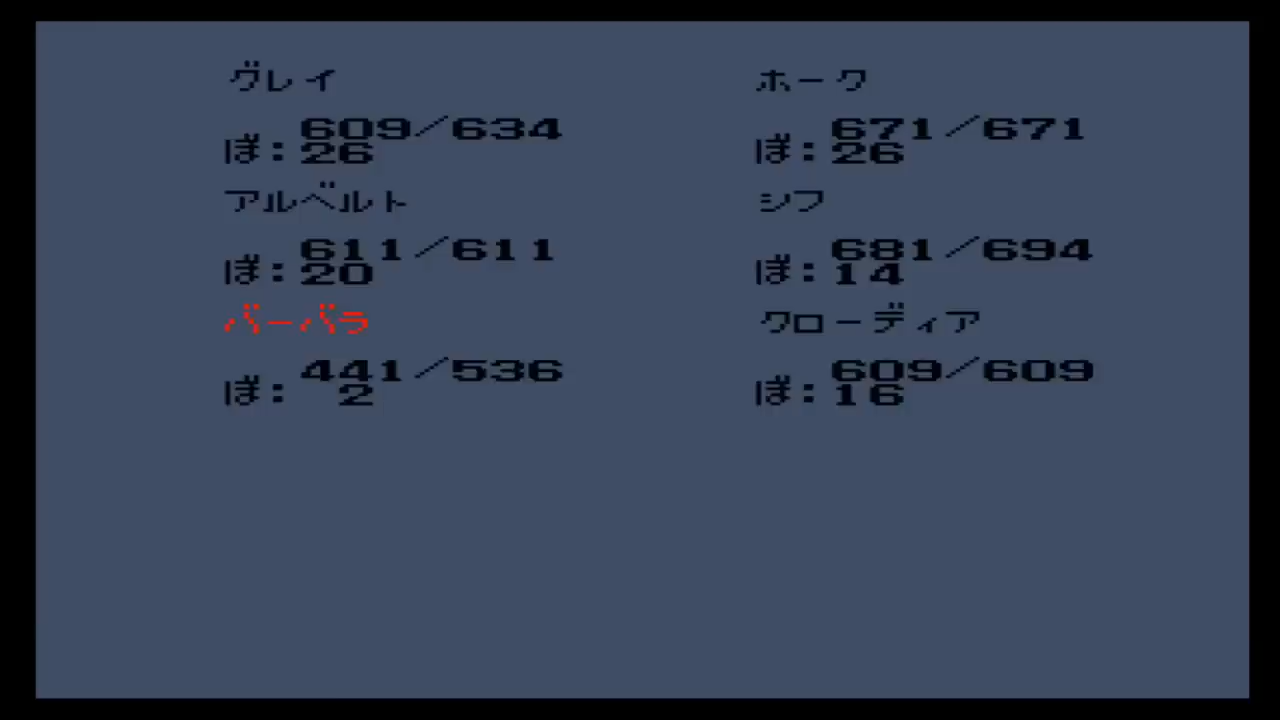 グレイ ホーク
609/634 671/671
ぼ:26 ぼ:26
アルベルト シフ
611/611 681/694
ぼ:20 ぼ:14
バーバラ クローディア
441/536 609/609
ぼ: 2 ぼ:16